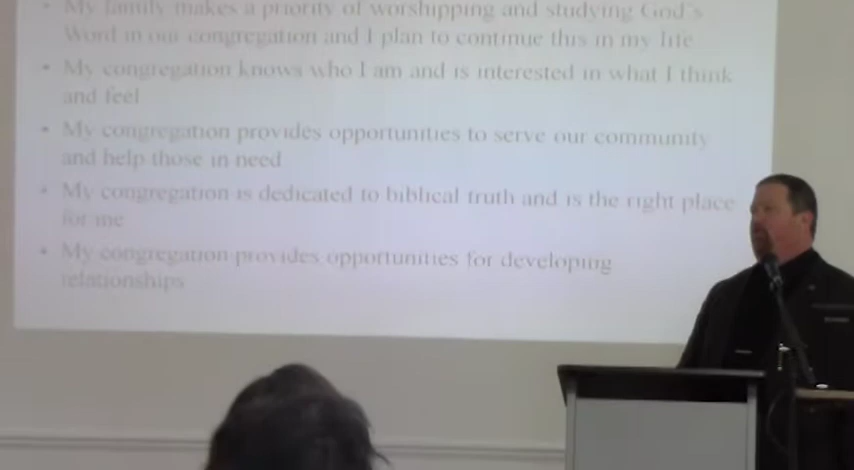 • My family makes a priority of worshipping and studying God's
Word in our congregation and I plan to continue this in my life
• My congregation knows who I am and is interested in what I think
and feel
• My congregation provides opportunities to serve our community
and help those in need
• My congregation is dedicated to biblical truth and is the right place
for me
• My congregation provides opportunities for developing
relationships